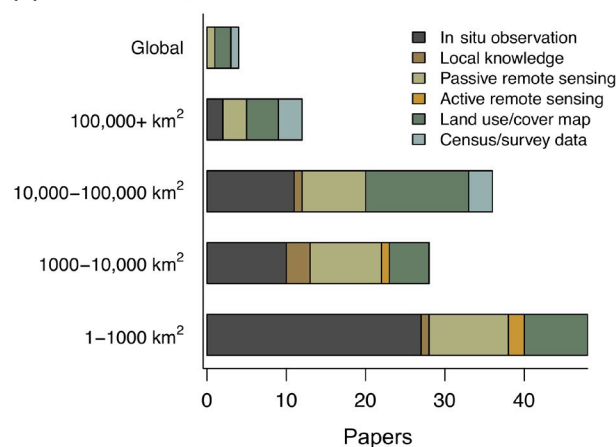 Global
100,000+ km²
10,000−100,000 km²
1000−10,000 km²
1−1000 km²
In situ observation
Local knowledge
Passive remote sensing
Active remote sensing
Land use/cover map
Census/survey data
0 10 20 30 40
Papers